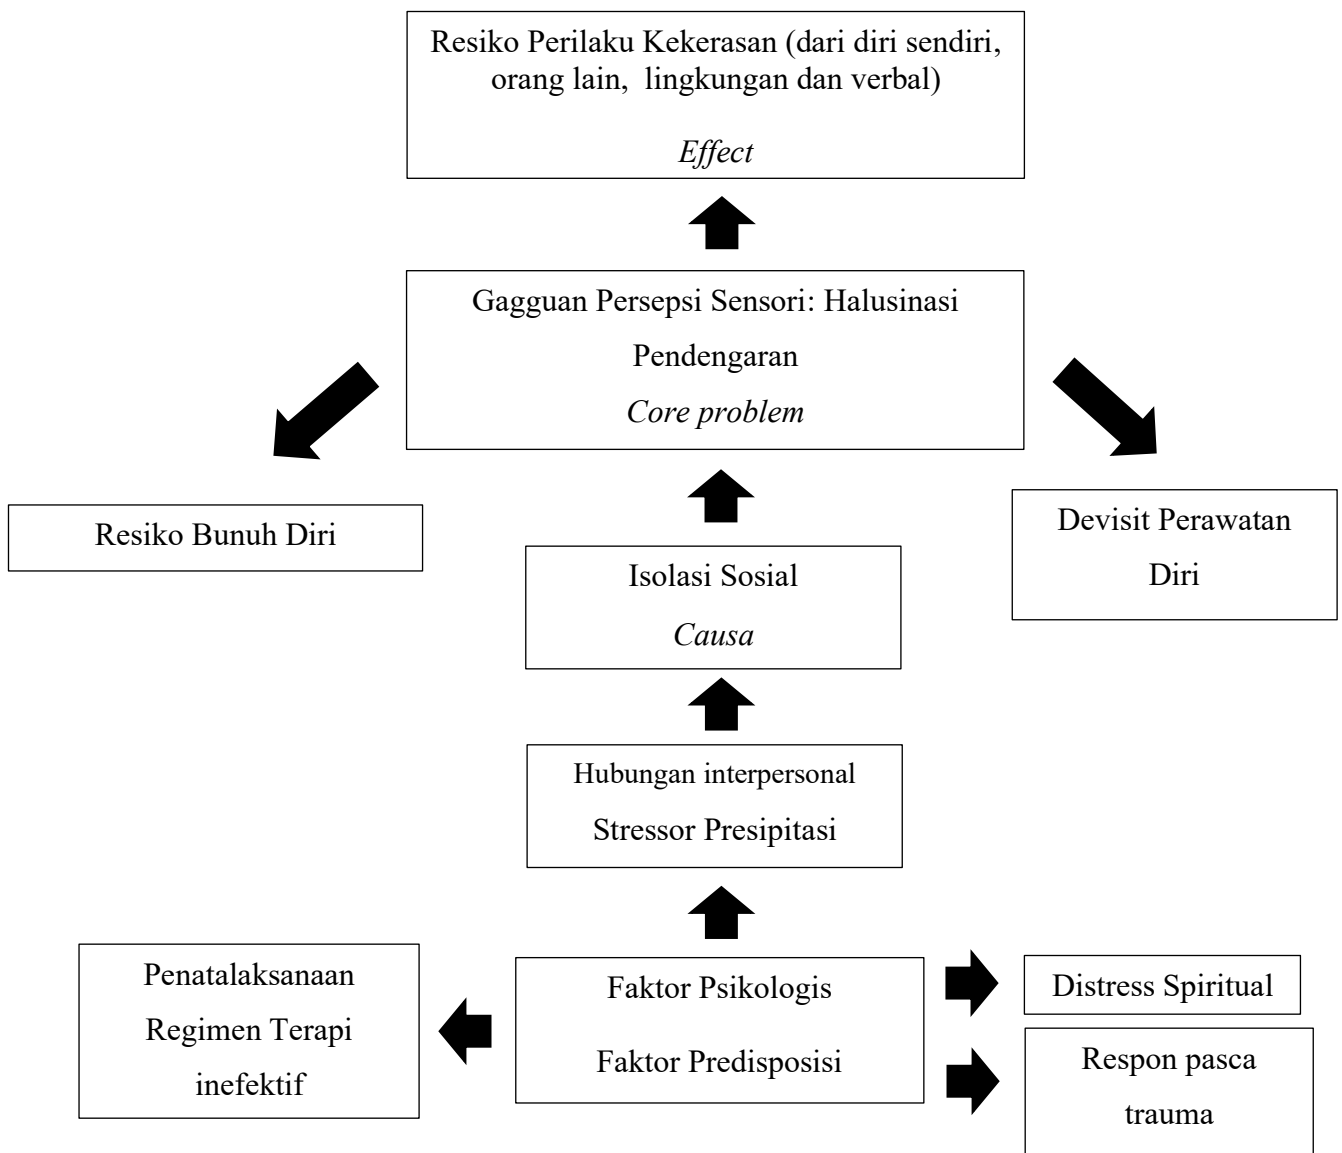 Resiko Perilaku Kekerasan (dari diri sendiri,
orang lain, lingkungan dan verbal)
Effect
Gagguan Persepsi Sensori: Halusinasi
Pendengaran
Core problem
Resiko Bunuh Diri
Devisit Perawatan
Diri
Isolasi Sosial
Causa
Hubungan interpersonal
Stressor Presipitasi
Penatalaksanaan
Regimen Terapi
inefektif
Faktor Psikologis
Faktor Predisposisi
Distress Spiritual
Respon pasca
trauma